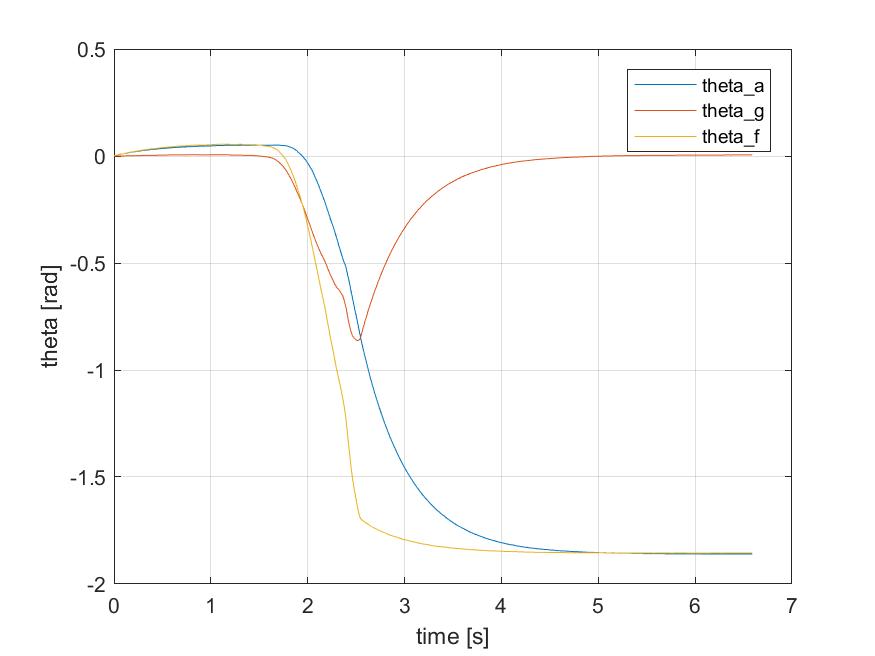 0.5
0
-0.5
-1
-1.5
-2
theta [rad]
theta_a
theta_g
theta_f
0 1 2 3 4 5 6 7
time [s]